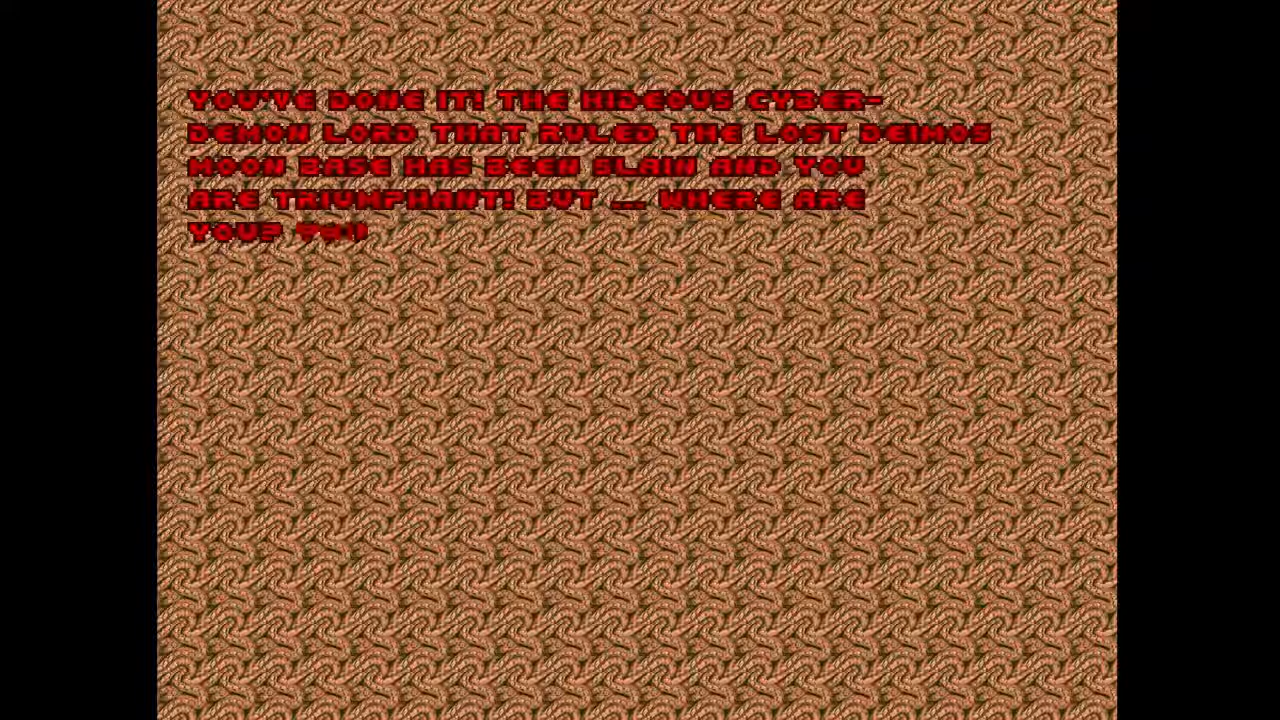 YOU'VE DONE IT! THE HIDEOUS CYBER-
DEMON LORD THAT RULED THE LOST DEIMOS
MOON BASE HAS BEEN SLAIN AND YOU
ARE TRIUMPHANT! BUT ... WHERE ARE
YOU?